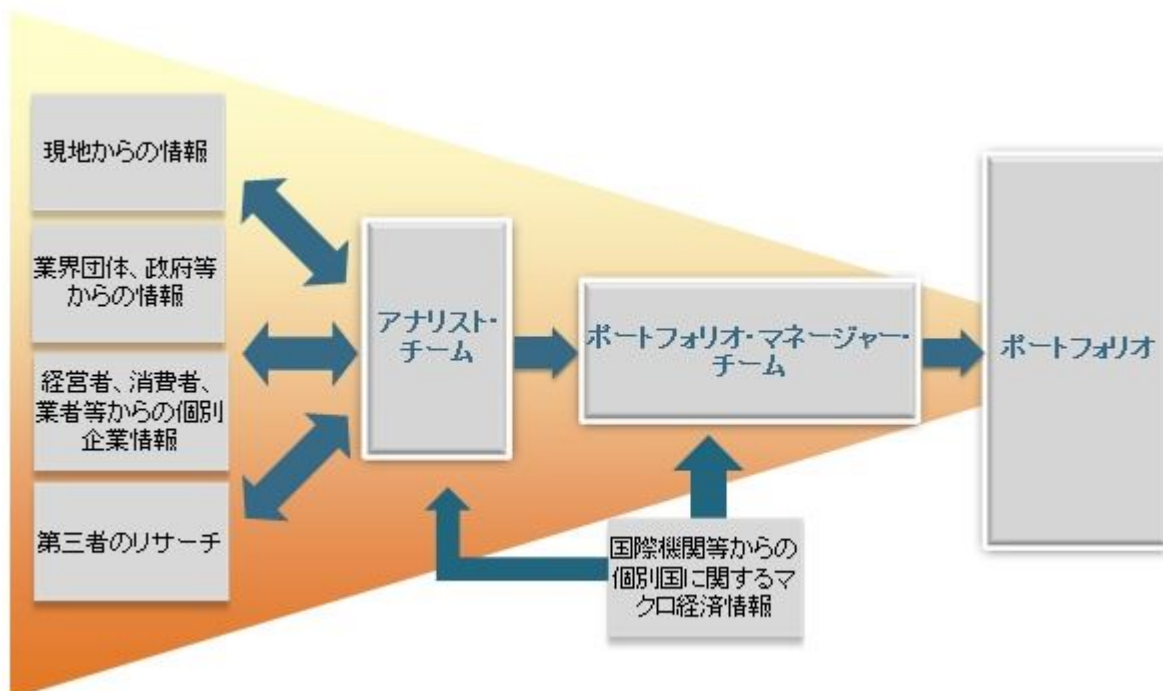 現地からの情報
業界団体、政府等
からの情報
経営者、消費者、
業者等からの個別
企業情報
第三者のリサーチ
アナリスト・
チーム
ポートフォリオ・マネージャー・
チーム
ポートフォリオ
国際機関等からの
個別国に関するマ
クロ経済情報